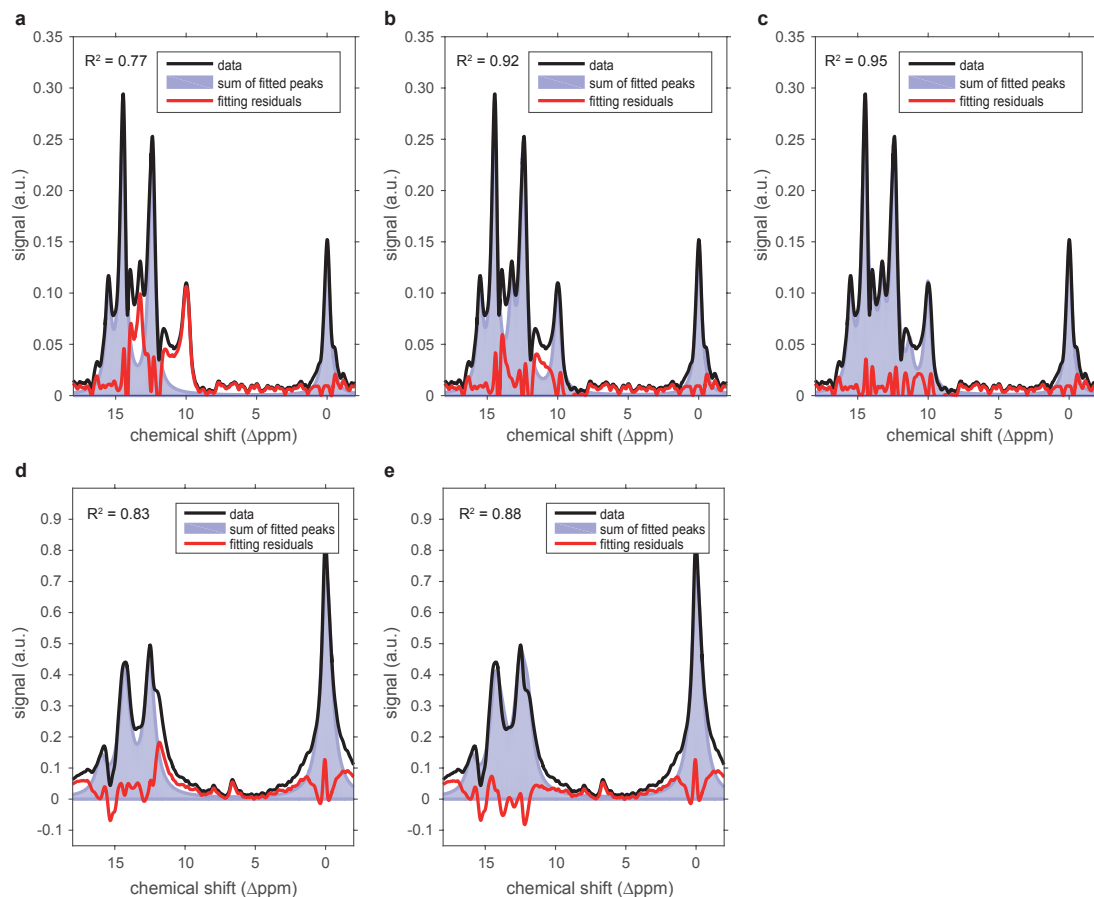 a
R² = 0.77
data
sum of fitted peaks
fitting residuals
signal (a.u.)
0.35
0.30
0.25
0.20
0.15
0.10
0.05
0
15
10
5
0
chemical shift (Δppm)
b
R² = 0.92
data
sum of fitted peaks
fitting residuals
signal (a.u.)
0.35
0.30
0.25
0.20
0.15
0.10
0.05
0
15
10
5
0
chemical shift (Δppm)
c
R² = 0.95
data
sum of fitted peaks
fitting residuals
signal (a.u.)
0.35
0.30
0.25
0.20
0.15
0.10
0.05
0
15
10
5
0
chemical shift (Δppm)
d
R² = 0.83
data
sum of fitted peaks
fitting residuals
signal (a.u.)
0.9
0.8
0.7
0.6
0.5
0.4
0.3
0.2
0.1
0
-0.1
15
10
5
0
chemical shift (Δppm)
e
R² = 0.88
data
sum of fitted peaks
fitting residuals
signal (a.u.)
0.9
0.8
0.7
0.6
0.5
0.4
0.3
0.2
0.1
0
-0.1
15
10
5
0
chemical shift (Δppm)